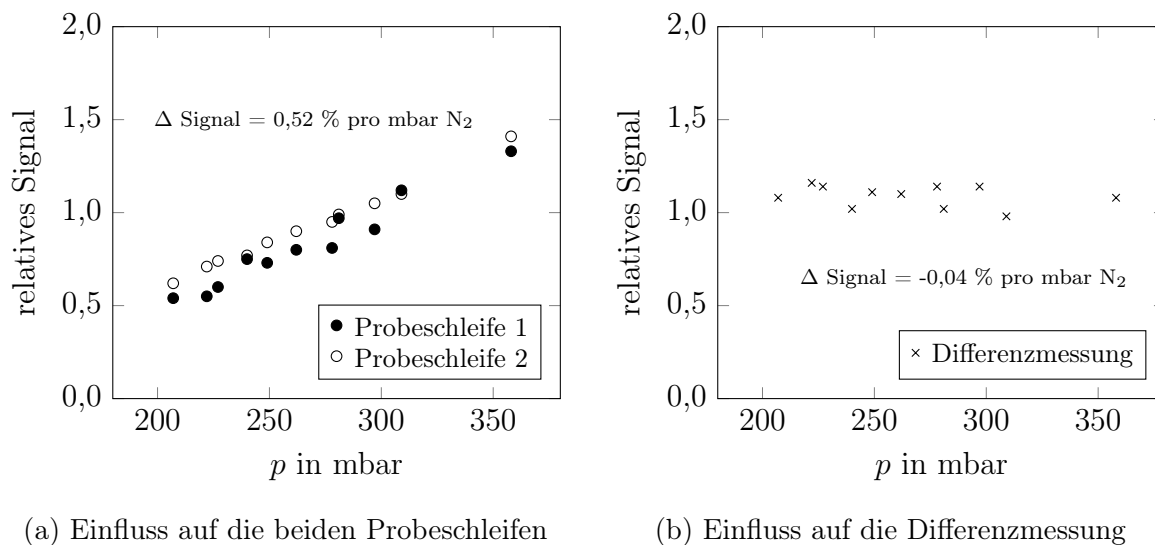 2,0
1,5
1,0
0,5
0,0
relatives Signal
Δ Signal = 0,52 % pro mbar N₂
Probeschleife 1
Probeschleife 2
200 250 300 350
p in mbar
(a) Einfluss auf die beiden Probeschleifen
2,0
1,5
1,0
0,5
0,0
relatives Signal
Δ Signal = -0,04 % pro mbar N₂
Differenzmessung
200 250 300 350
p in mbar
(b) Einfluss auf die Differenzmessung